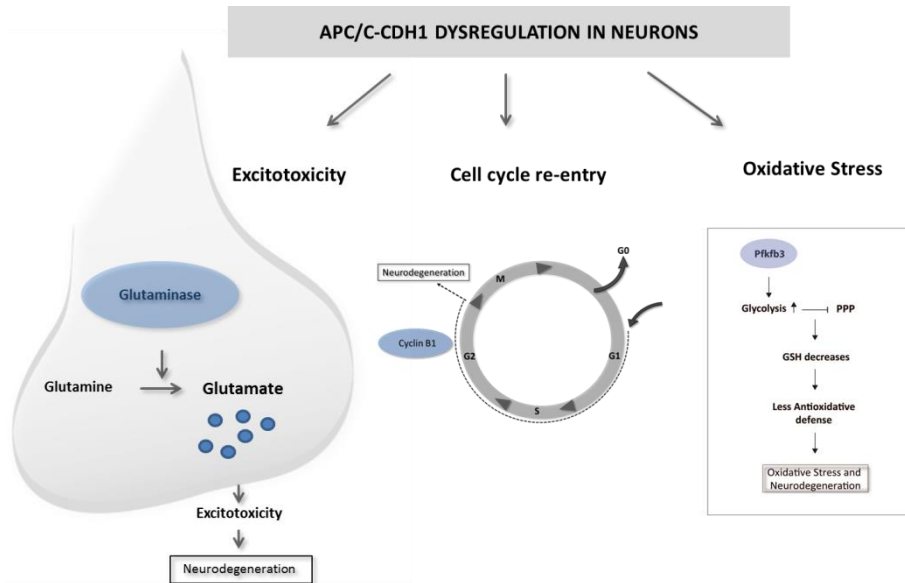 APC/C-CDH1 DYSREGULATION IN NEURONS
Excitotoxicity
Cell cycle re-entry
Oxidative Stress
Glutaminase
Glutamine
Glutamate
Excitotoxicity
Neurodegeneration
Neurodegeneration
M
G0
Cyclin B1
G2
G1
S
Pfkfb3
Glycolysis
PPP
GSH decreases
Less Antioxidative
defense
Oxidative Stress and
Neurodegeneration